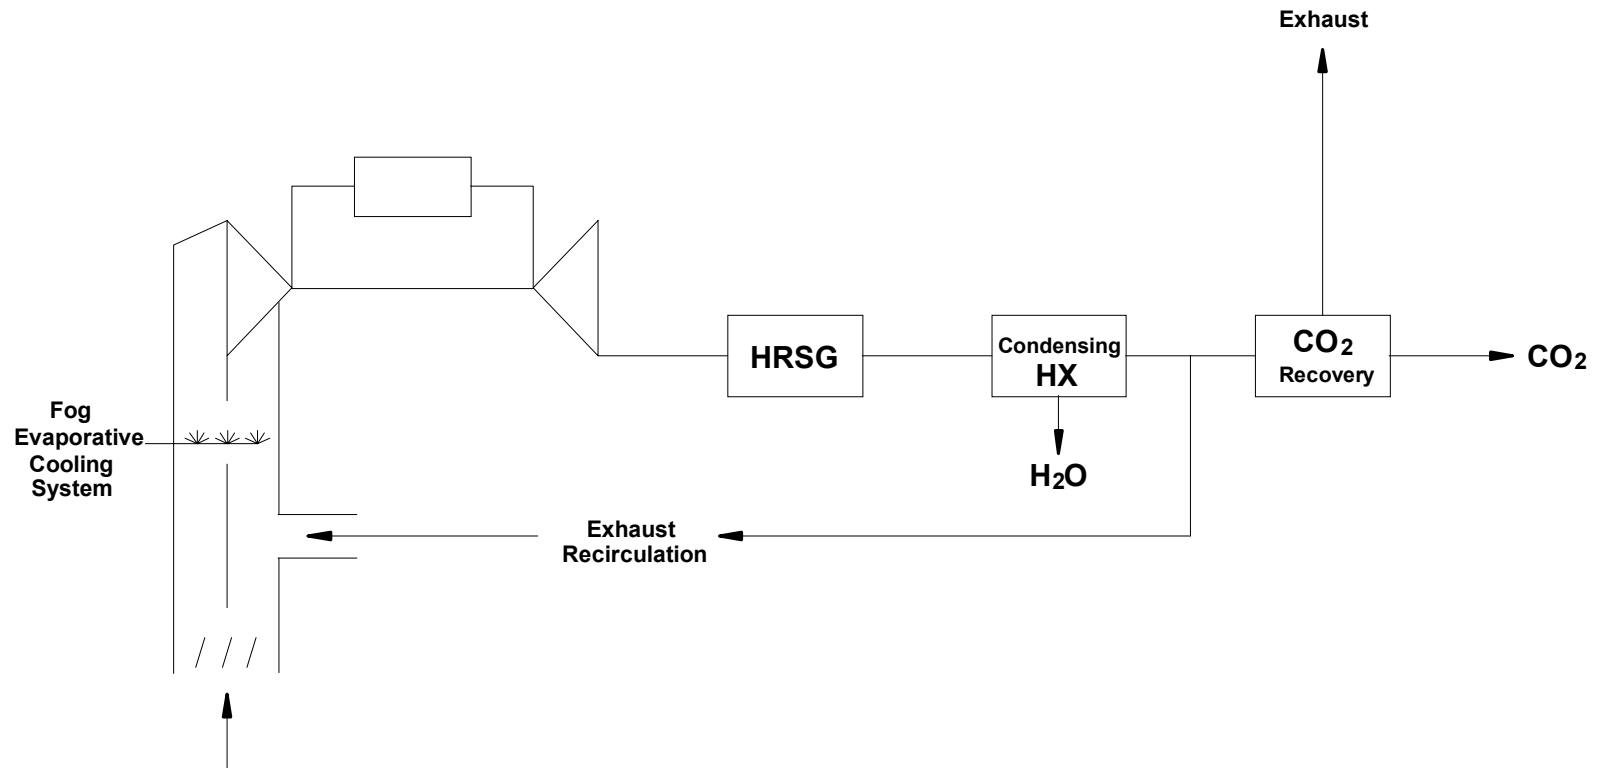 Exhaust
HRSG
Condensing
HX
CO2
Recovery
CO2
Fog
Evaporative
Cooling
System
H2O
Exhaust
Recirculation